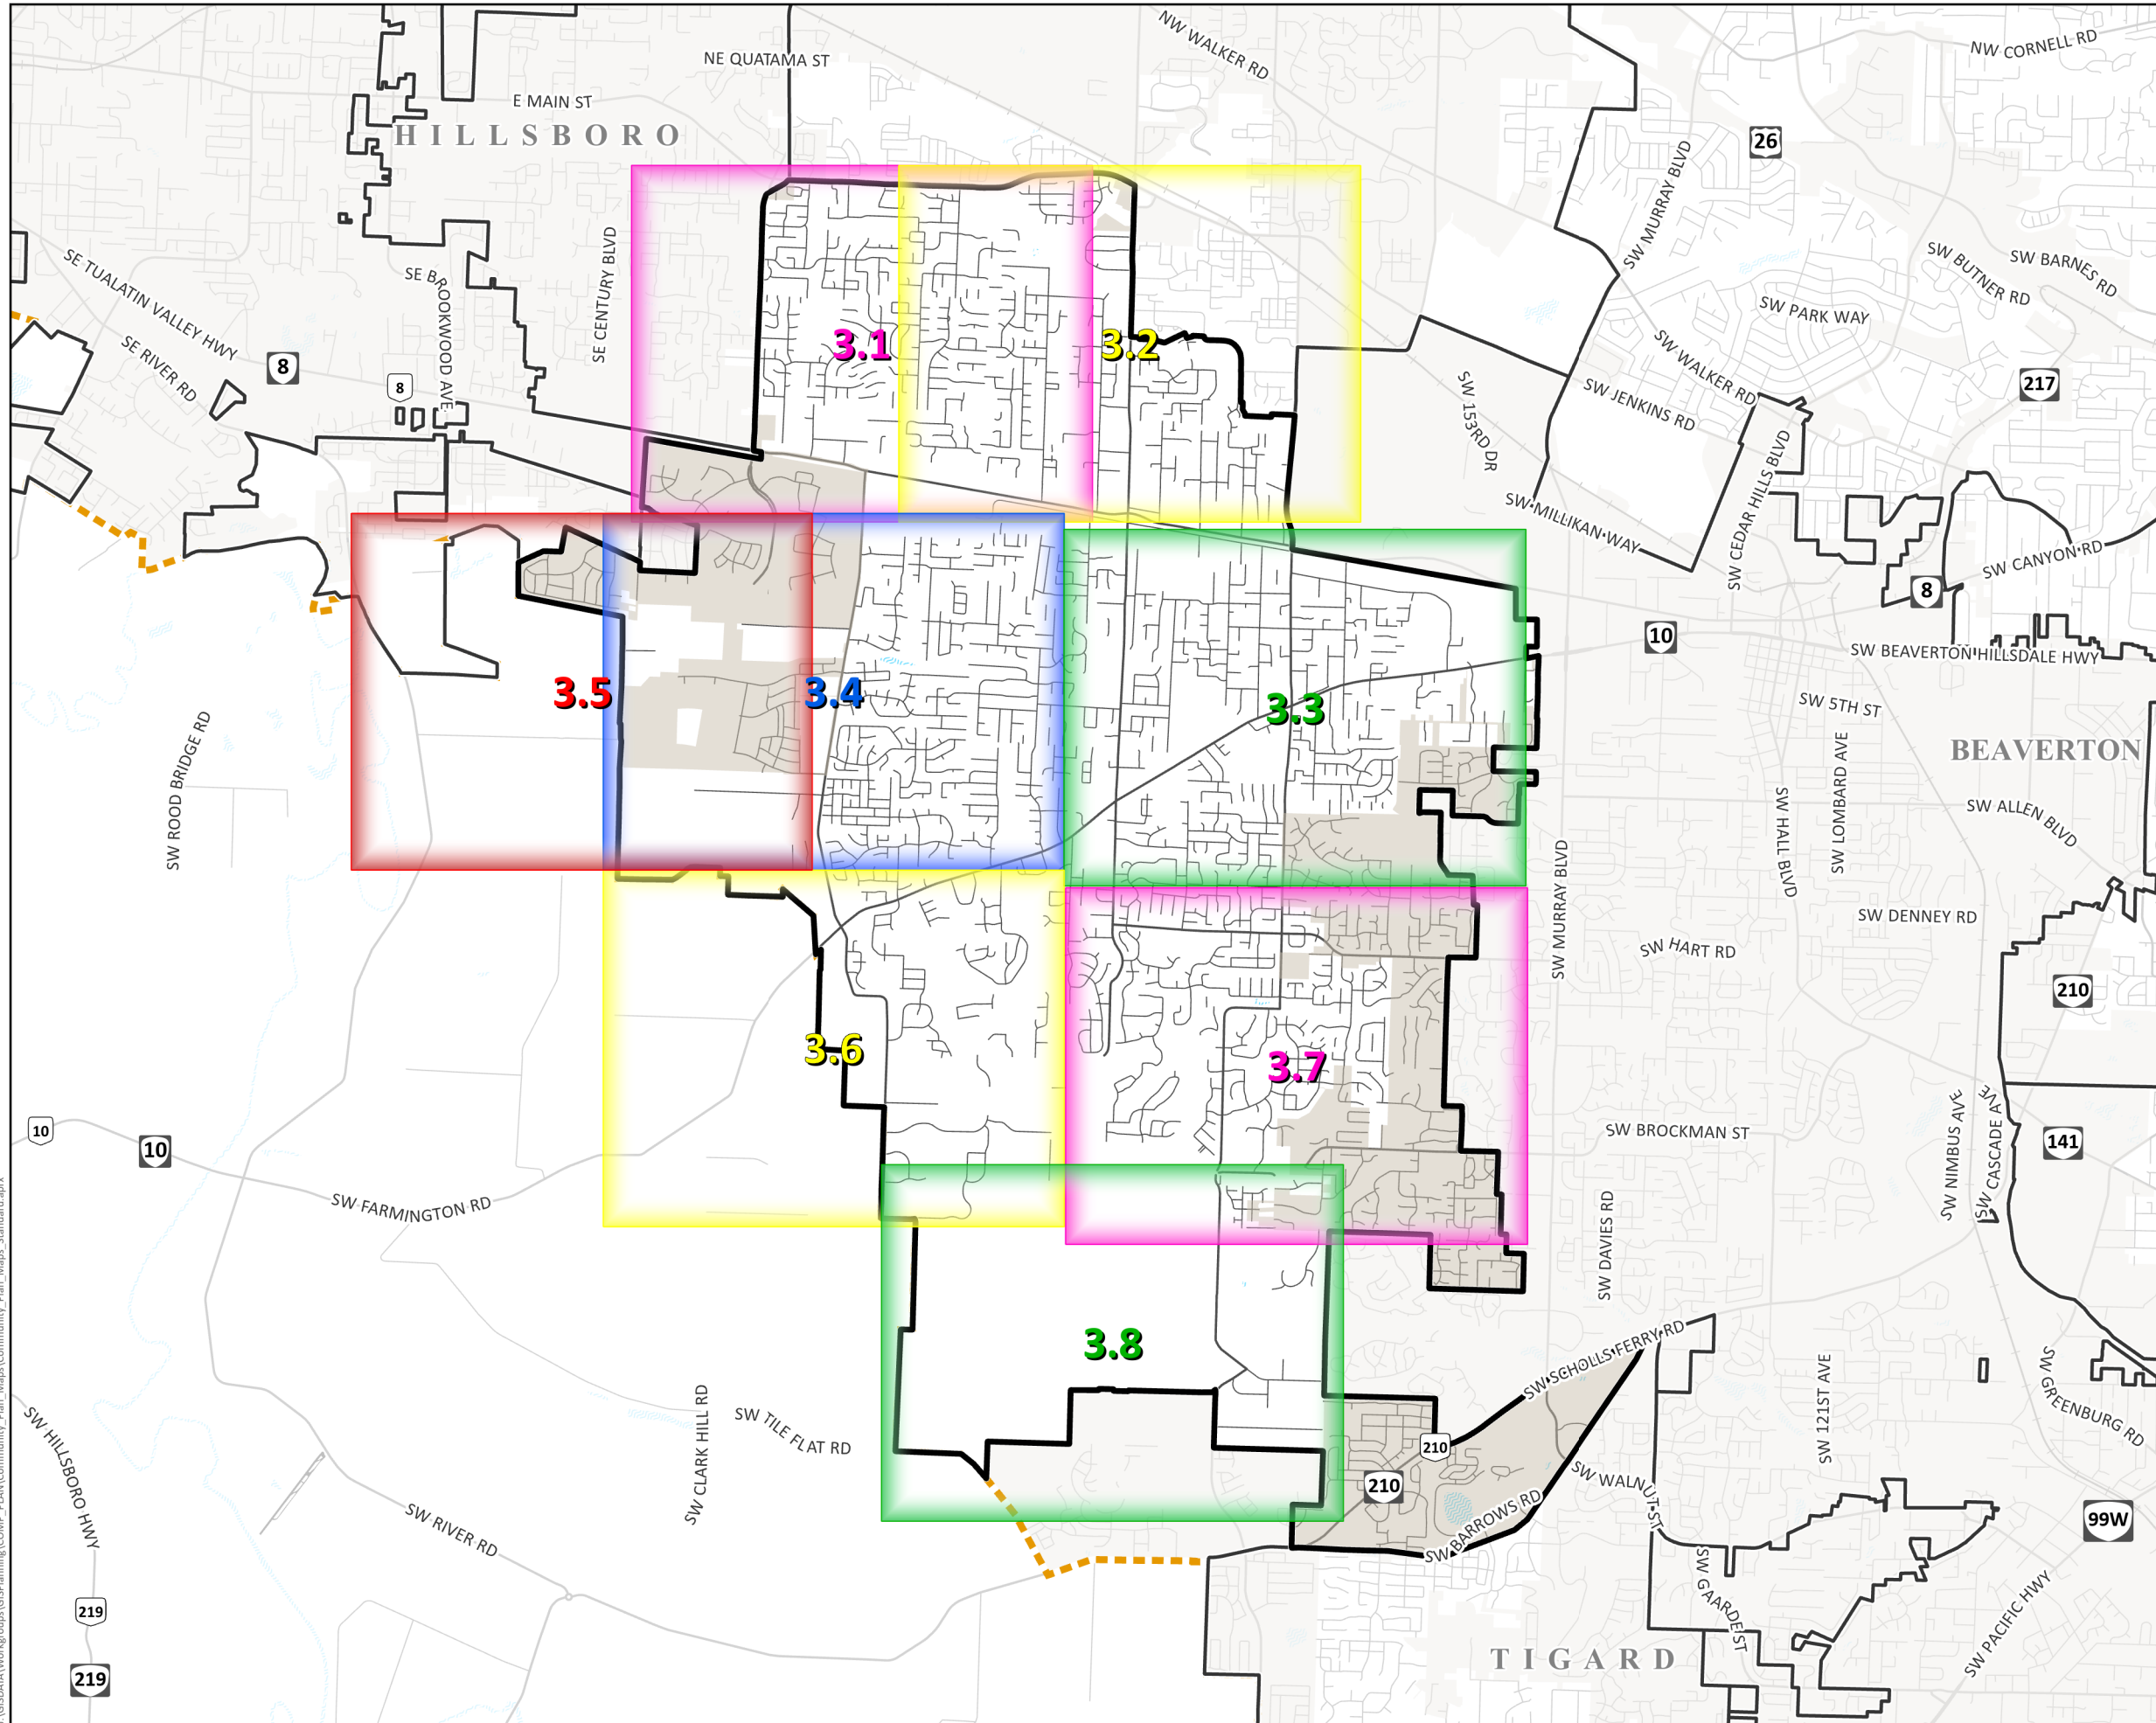 NW CORNELL RD
NW WALKER RD
NE QUATAMA ST
E MAIN ST
HILLSBORO
26
SW MURRAY BLVD
SW BUTNER RD
SW BARNES RD
SE TUALATIN VALLEY HWY
SE BROOKWOOD AVE
SE CENTURY BLVD
SW PARK WAY
SE RIVER RD
8
8
3.1
3.2
SW WALKER RD
SW JENKINS RD
217
SW 153RD DR
SW CEDAR HILLS BLVD
SW MILLIKAN WAY
SW CANYON RD
8
10
SW BEAVERTON HILLSDALE HWY
3.5
3.4
3.3
SW 5TH ST
SW ROOD BRIDGE RD
SW LOMBARD AVE
BEAVERTON
SW HALL BLVD
SW ALLEN BLVD
SW MURRAY BLVD
SW DENNEY RD
SW HART RD
210
3.6
3.7
10
10
SW BROCKMAN ST
SW NIMBUS AVE
SW CASCADE AVE
141
SW FARMINGTON RD
SW DAVIES RD
3.8
SW SCHOLLS FERRY RD
SW CLARK HILL RD
SW TILE FLAT RD
SW 121ST AVE
SW GREENBURG RD
SW HILLSBORO HWY
210
210
SW WALNUT ST
SW BARROWS RD
SW RIVER RD
99W
SW GAARDE ST
SW PACIFIC HWY
219
219
TIGARD